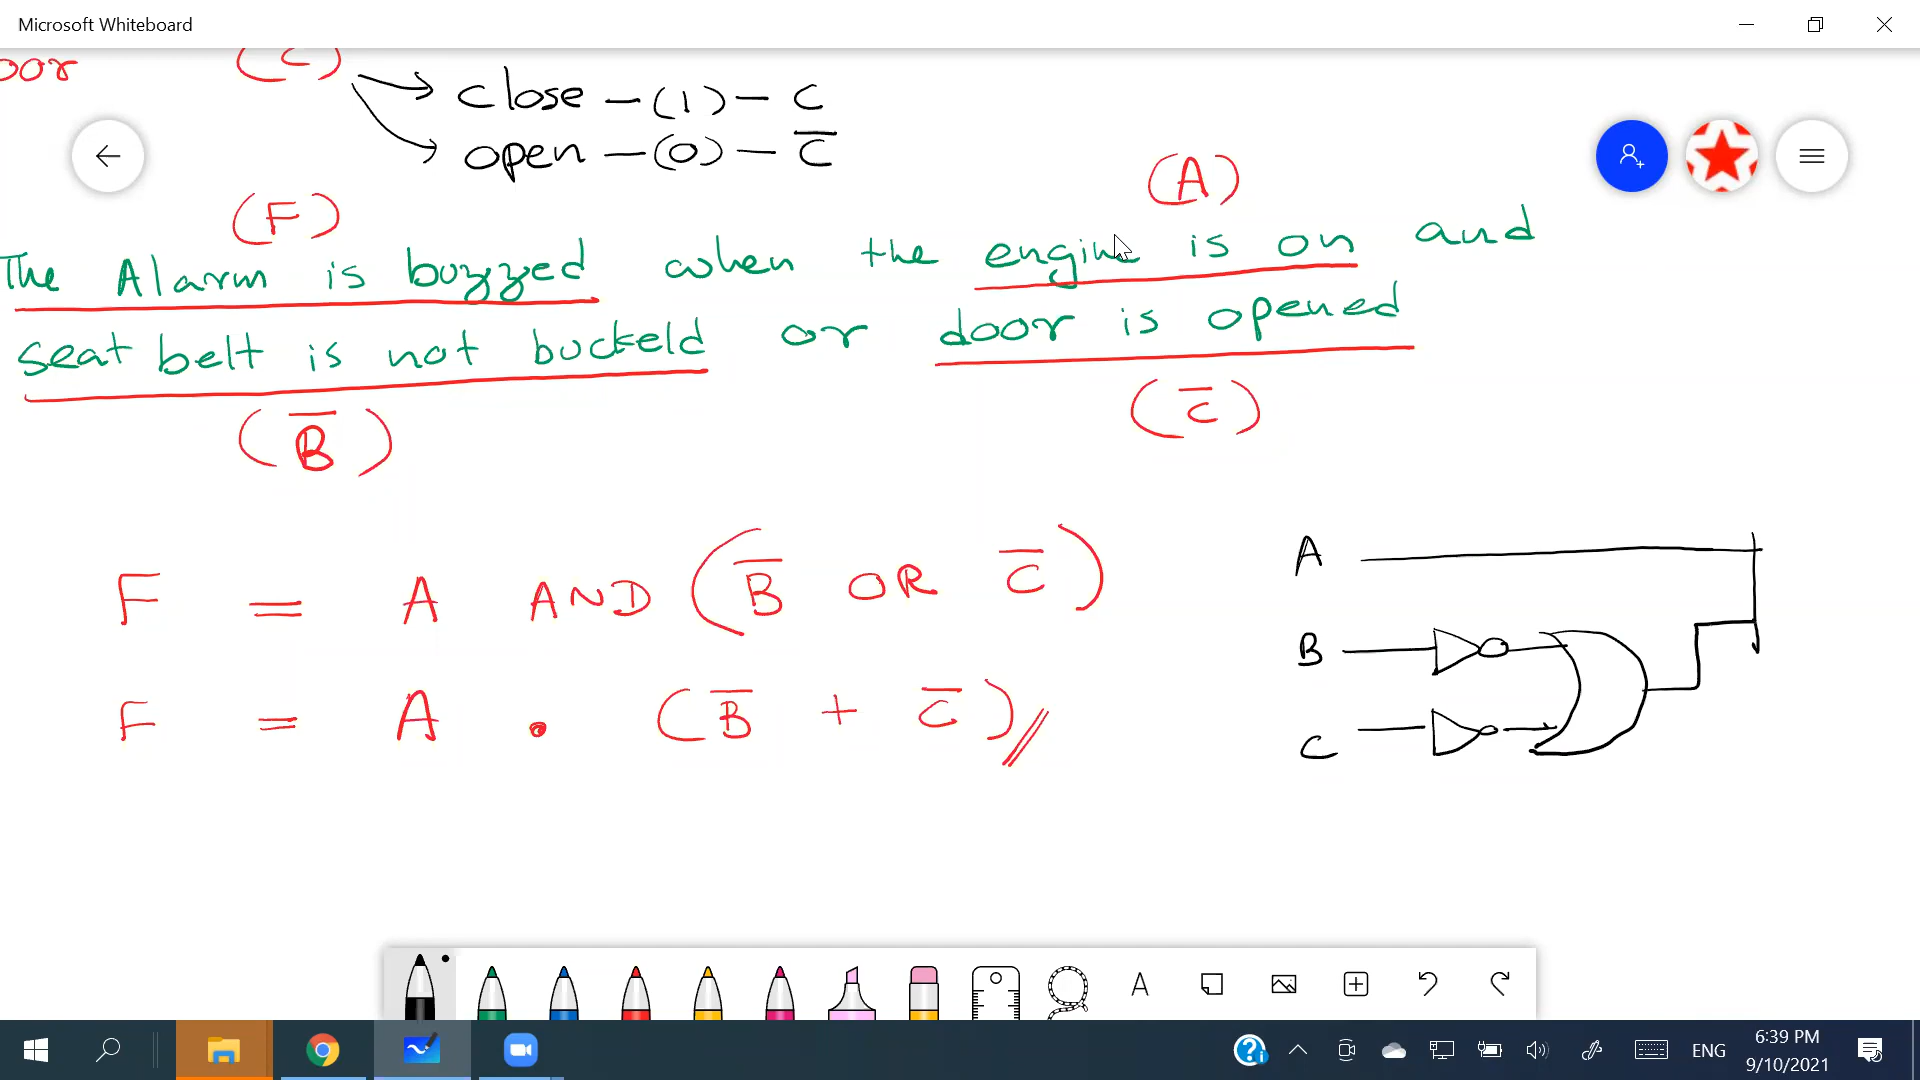 Microsoft Whiteboard
oor (C)
close – (1) – C
open – (0) – C̅
(F) (A)
The Alarm is buzzed when the engine is on and
seat belt is not buckeld or door is opened
(B̅) (C̅)
F = A AND (B̅ OR C̅)
F = A . (B̅ + C̅)
A
B
C
A
ENG
6:39 PM
9/10/2021